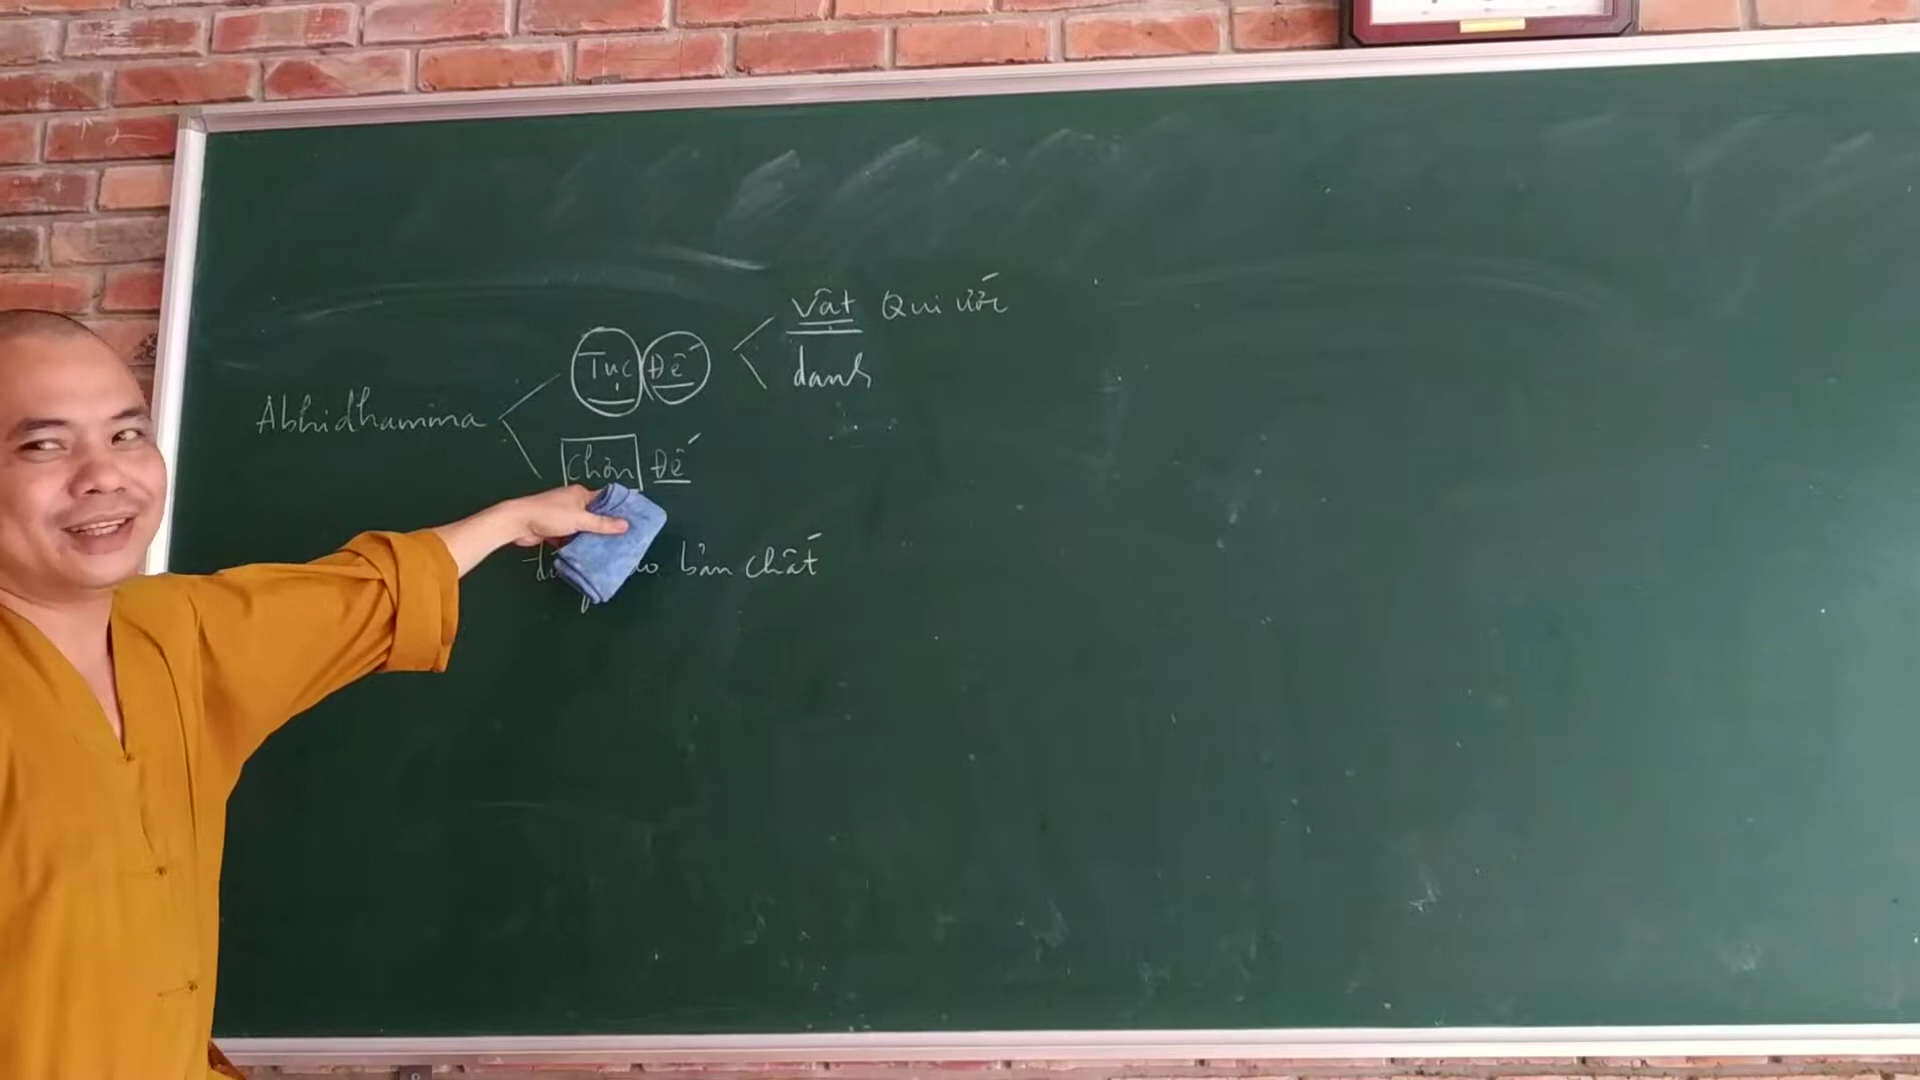 Vật Qui ước
Tục Đế
danh
Abhidhamma
Chơn Đế
bản chất